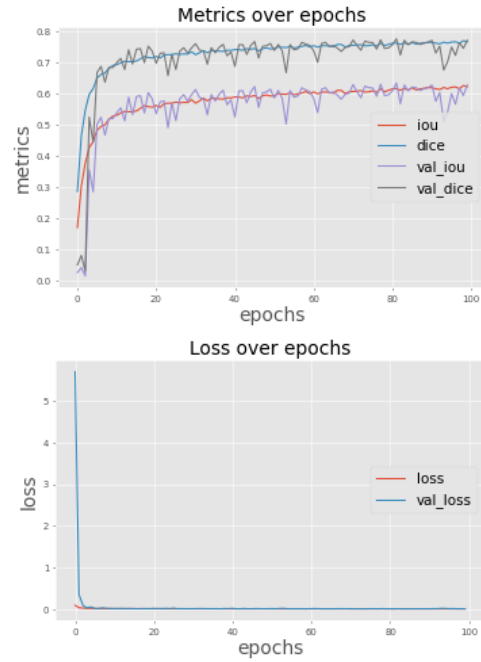 Metrics over epochs
0.8
0.7
0.6
0.5
0.4
0.3
0.2
0.1
0.0
metrics
iou
dice
val_iou
val_dice
0 20 40 60 80 100
epochs
Loss over epochs
5
4
3
2
1
0
loss
loss
val_loss
0 20 40 60 80 100
epochs